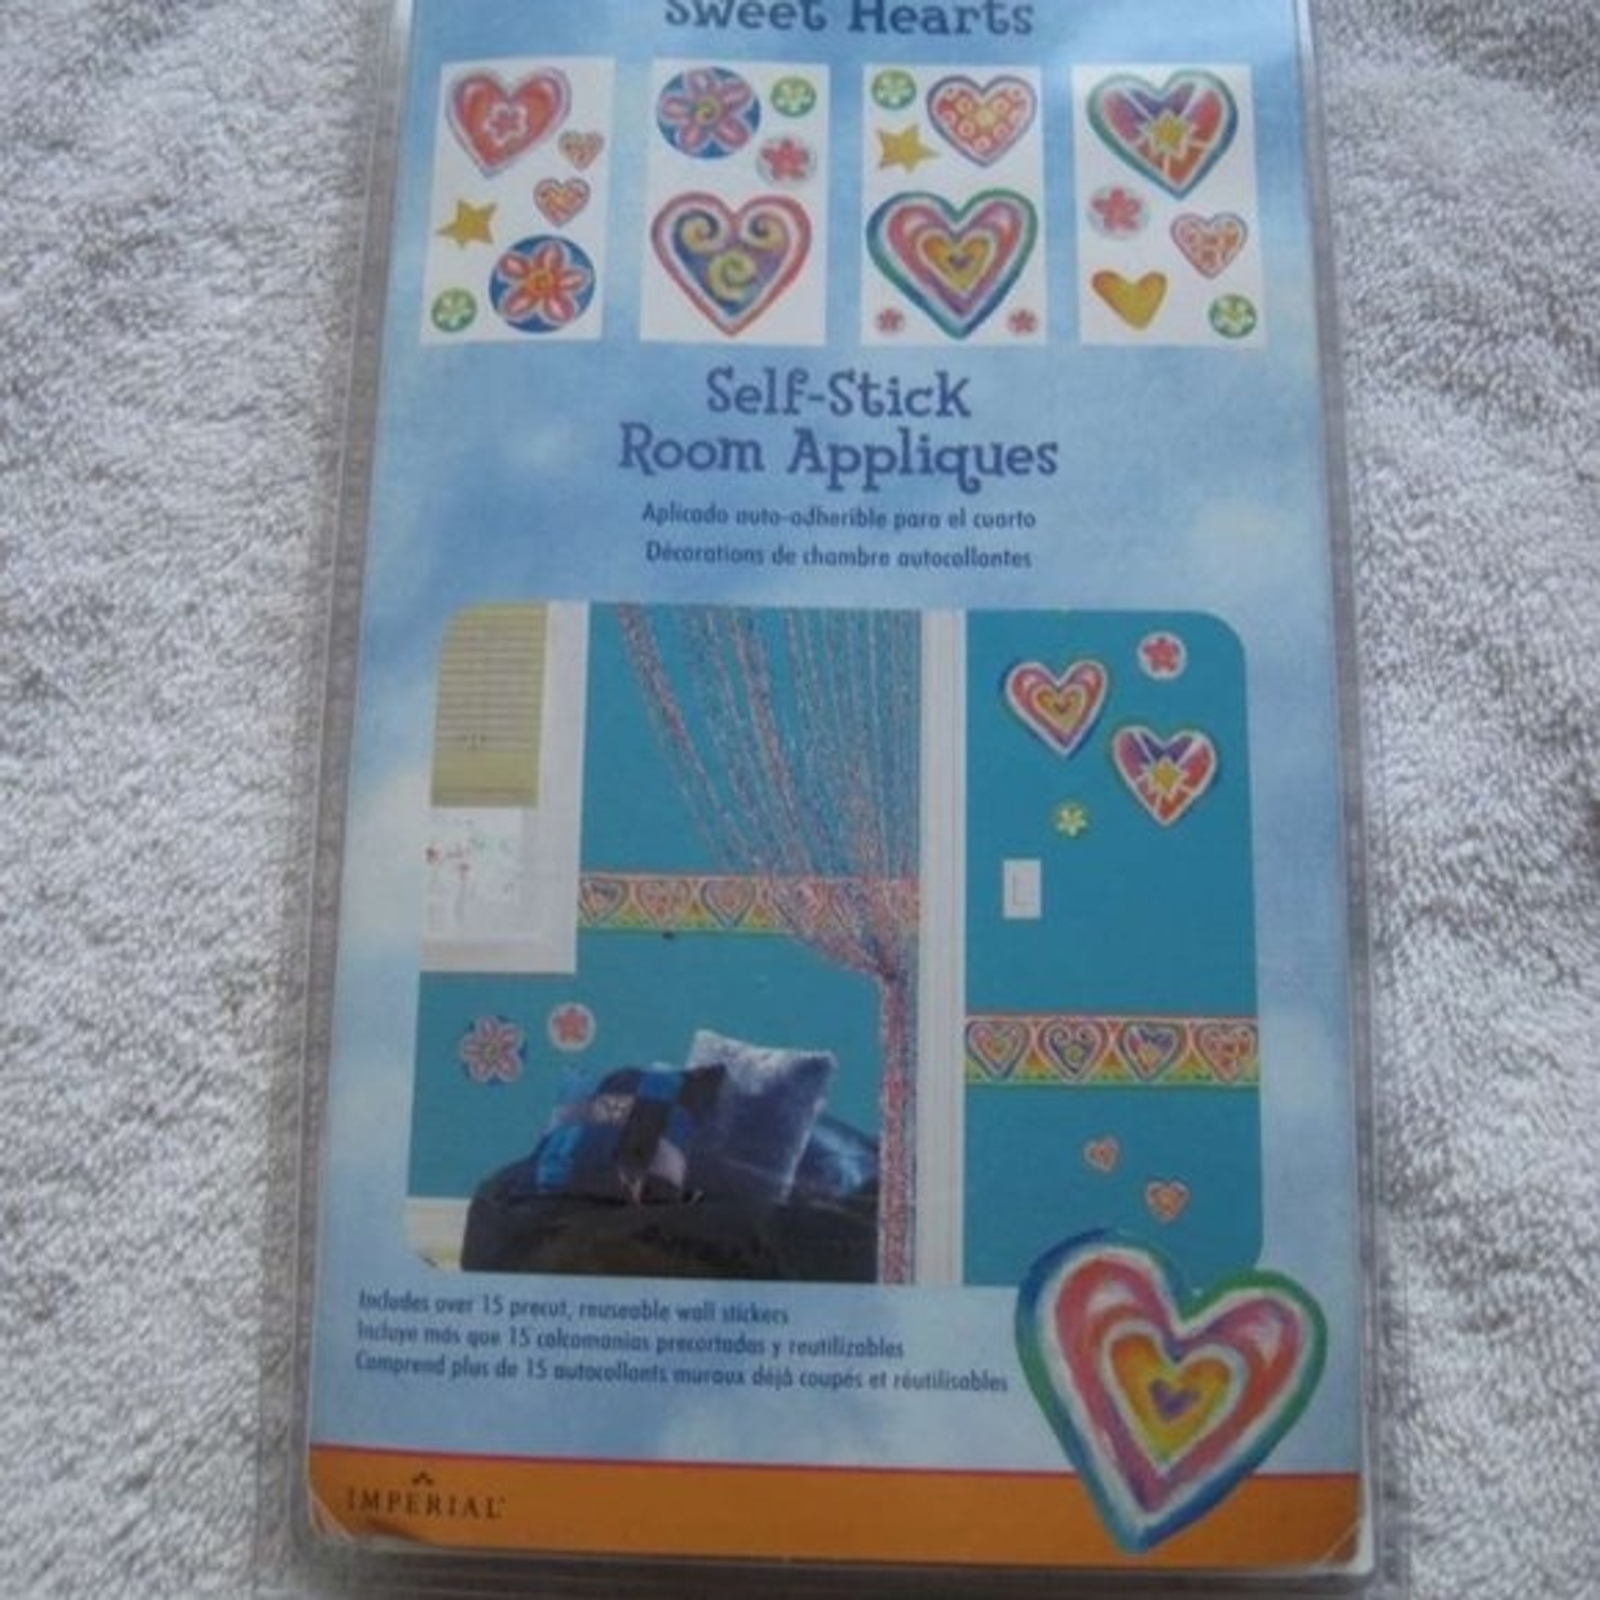 Sweet Hearts
Self-Stick
Room Appliques
Aplicado auto-adherible para el cuarto
Décorations de chambre autocollantes
Includes over 15 precut, reuseable wall stickers
Incluye más que 15 calcomanias precortadas y reutilizables
Comprend plus de 15 autocollants muraux déjà coupés et réutilisables
IMPERIAL